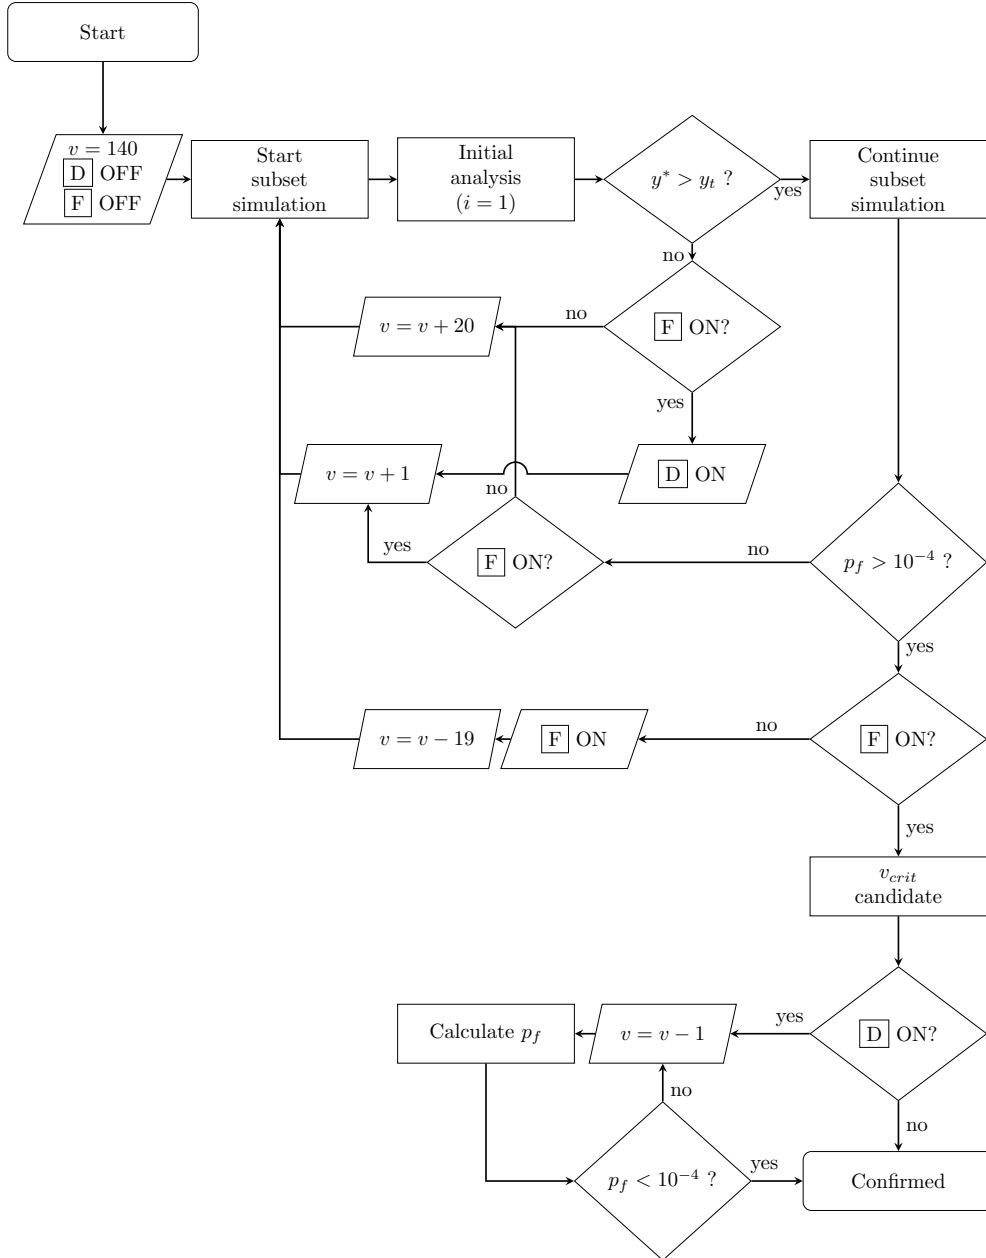 Start
v = 140
D OFF
F OFF
Start
subset
simulation
Initial
analysis
(i = 1)
y* > y_t ?
yes
Continue
subset
simulation
no
v = v + 20
no
F ON?
yes
v = v + 1
D ON
no
yes
F ON?
no
p_f > 10^{-4} ?
yes
v = v − 19
F ON
no
F ON?
yes
v_{crit}
candidate
Calculate p_f
v = v − 1
yes
D ON?
no
no
p_f < 10^{-4} ?
yes
Confirmed